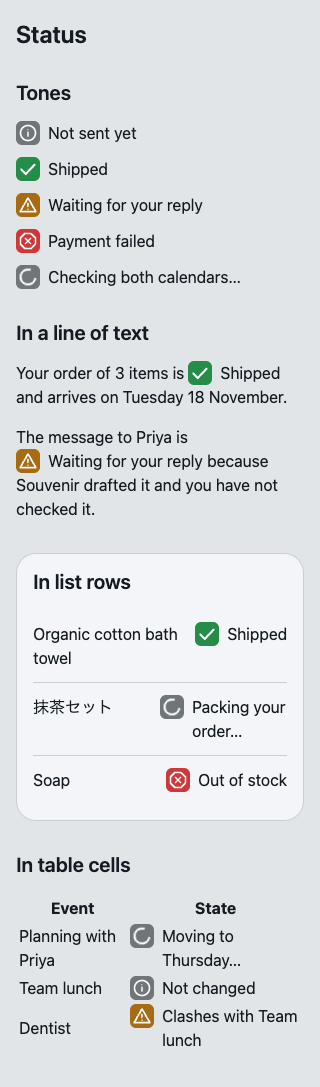 Status
Tones
Not sent yet
Shipped
Waiting for your reply
Payment failed
Checking both calendars…
In a line of text
Your order of 3 items is Shipped
and arrives on Tuesday 18 November.
The message to Priya is
Waiting for your reply because
Souvenir drafted it and you have not
checked it.
In list rows
Organic cotton bath
towel
Shipped
抹茶セット
Packing your
order…
Soap
Out of stock
In table cells
Event
State
Planning with
Priya
Moving to
Thursday…
Team lunch
Not changed
Dentist
Clashes with Team
lunch